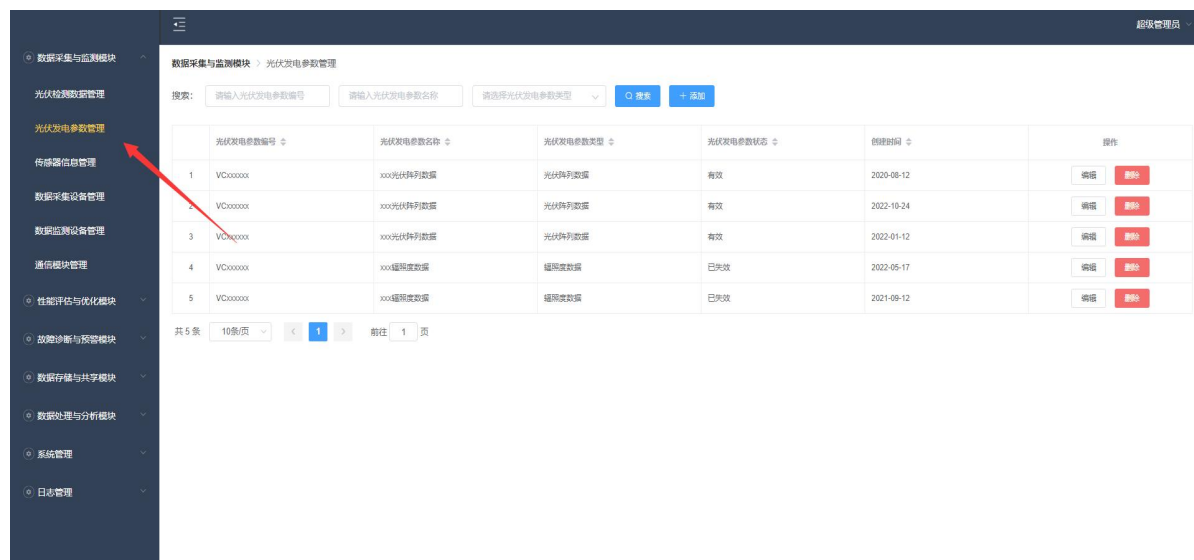 超级管理员
数据采集与监测模块
光伏检测数据管理
光伏发电参数管理
传感器信息管理
数据采集设备管理
数据监测设备管理
通信模块管理
性能评估与优化模块
故障诊断与预警模块
数据存储与共享模块
数据处理与分析模块
系统管理
日志管理
数据采集与监测模块 > 光伏发电参数管理
搜索: 请输入光伏发电参数编号 请输入光伏发电参数名称 请选择光伏发电参数类型 搜索 + 添加
光伏发电参数编号 光伏发电参数名称 光伏发电参数类型 光伏发电参数状态 创建时间 操作
1 VCxxxxxx xxx光伏阵列数据 光伏阵列数据 有效 2020-08-12 编辑 删除
2 VCxxxxxx xxx光伏阵列数据 光伏阵列数据 有效 2022-10-24 编辑 删除
3 VCxxxxxx xxx光伏阵列数据 光伏阵列数据 有效 2022-01-12 编辑 删除
4 VCxxxxxx xxx辐照度数据 辐照度数据 已失效 2022-05-17 编辑 删除
5 VCxxxxxx xxx辐照度数据 辐照度数据 已失效 2021-09-12 编辑 删除
共 5 条 10条/页 < 1 > 前往 1 页